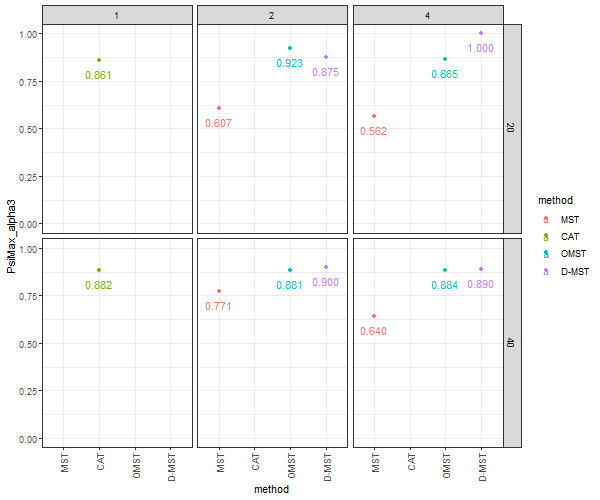 1 2 4
1.00
0.75
0.50
0.25
0.00
0.861
0.607
0.923
0.875
0.562
0.865
1.000
20
1.00
0.75
0.50
0.25
0.00
0.882
0.771
0.881
0.900
0.640
0.884
0.890
40
PsiMax_alpha3
MST CAT OMST D-MST MST CAT OMST D-MST MST CAT OMST D-MST
method
method
MST
CAT
OMST
D-MST